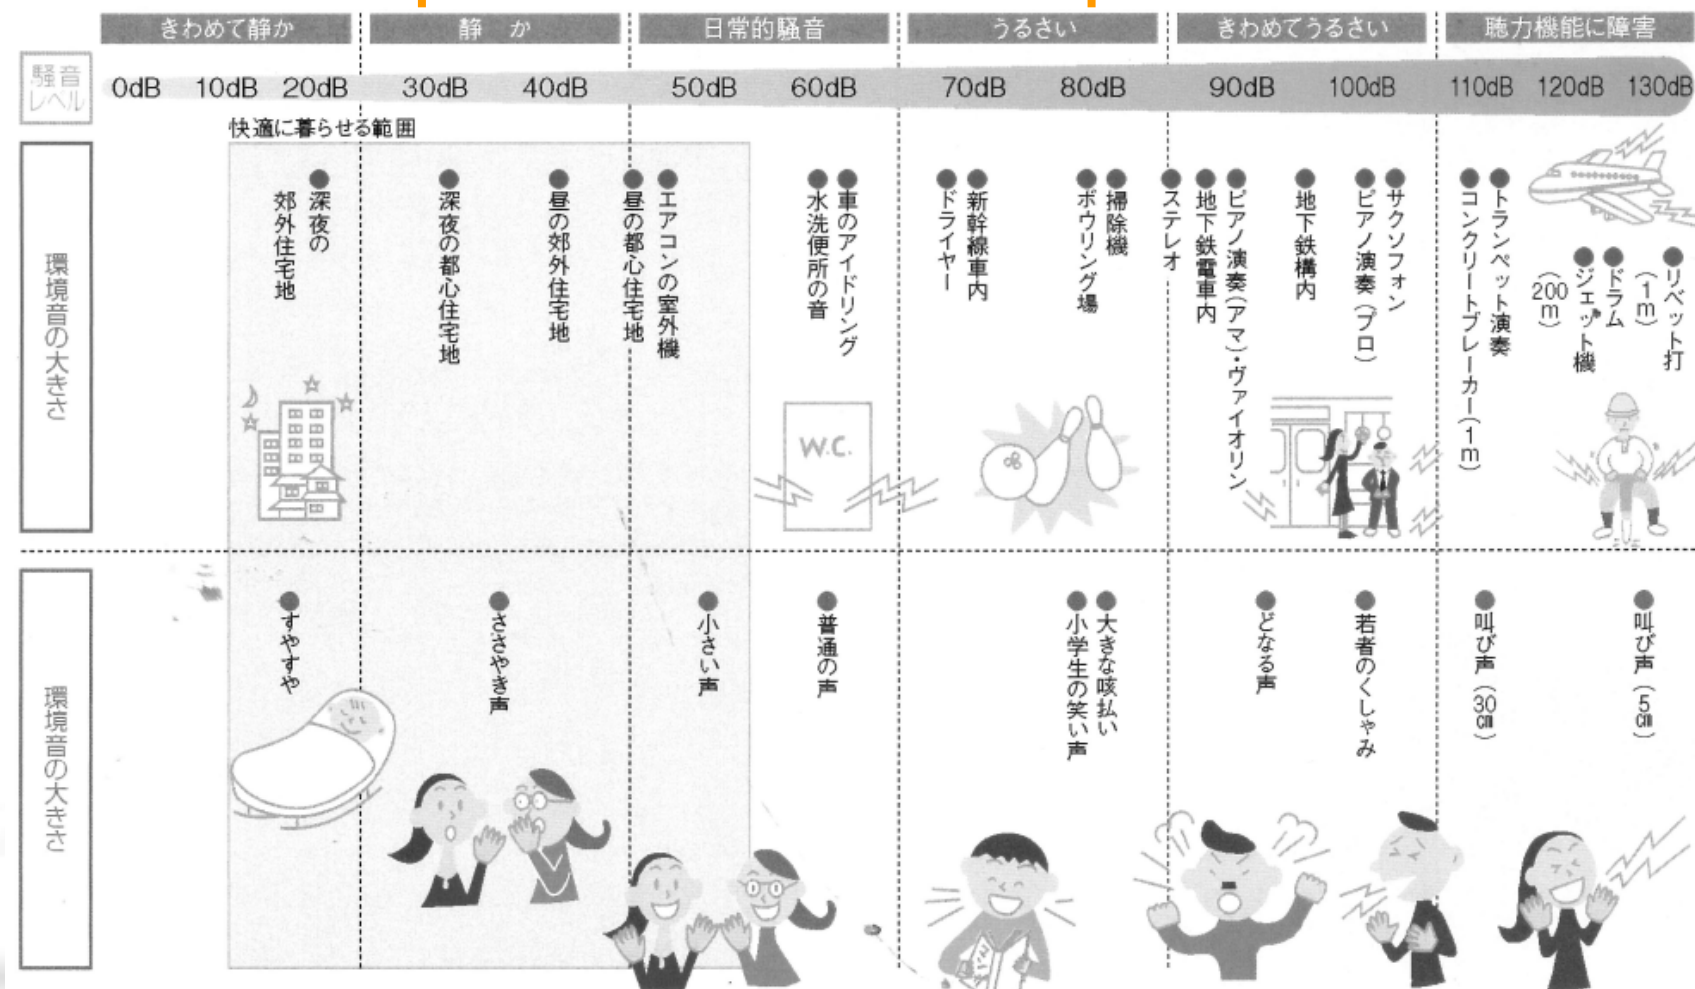 きわめて静か
静 か
日常的騒音
うるさい
きわめてうるさい
聴力機能に障害
騒音
レベル
0dB 10dB 20dB 30dB 40dB 50dB 60dB 70dB 80dB 90dB 100dB 110dB 120dB 130dB
快適に暮らせる範囲
環境音の大きさ
深夜の
郊外住宅地
深夜の都心住宅地
昼の郊外住宅地
昼の都心住宅地
エアコンの室外機
水洗便所の音
車のアイドリング
ドライヤー
新幹線車内
ボウリング場
掃除機
ステレオ
地下鉄電車内
ピアノ演奏(アマ)・ヴァイオリン
地下鉄構内
ピアノ演奏(プロ)
サクソフォン
コンクリートブレーカー(1m)
トランペット演奏
ジェット機
(200m)
ドラム
リベット打
(1m)
W.C.
環境音の大きさ
すやすや
ささやき声
小さい声
普通の声
小学生の笑い声
大きな咳払い
どなる声
若者のくしゃみ
叫び声(30㎝)
叫び声(5㎝)